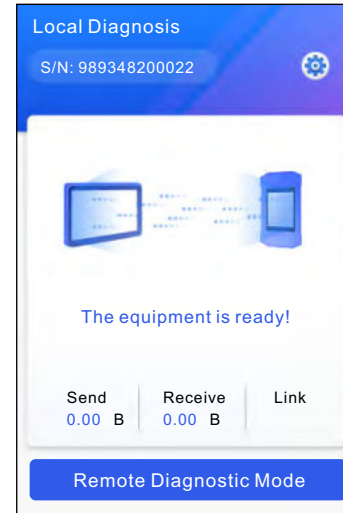 Local Diagnosis
S/N: 989348200022
The equipment is ready!
Send Receive Link
0.00 B 0.00 B
Remote Diagnostic Mode